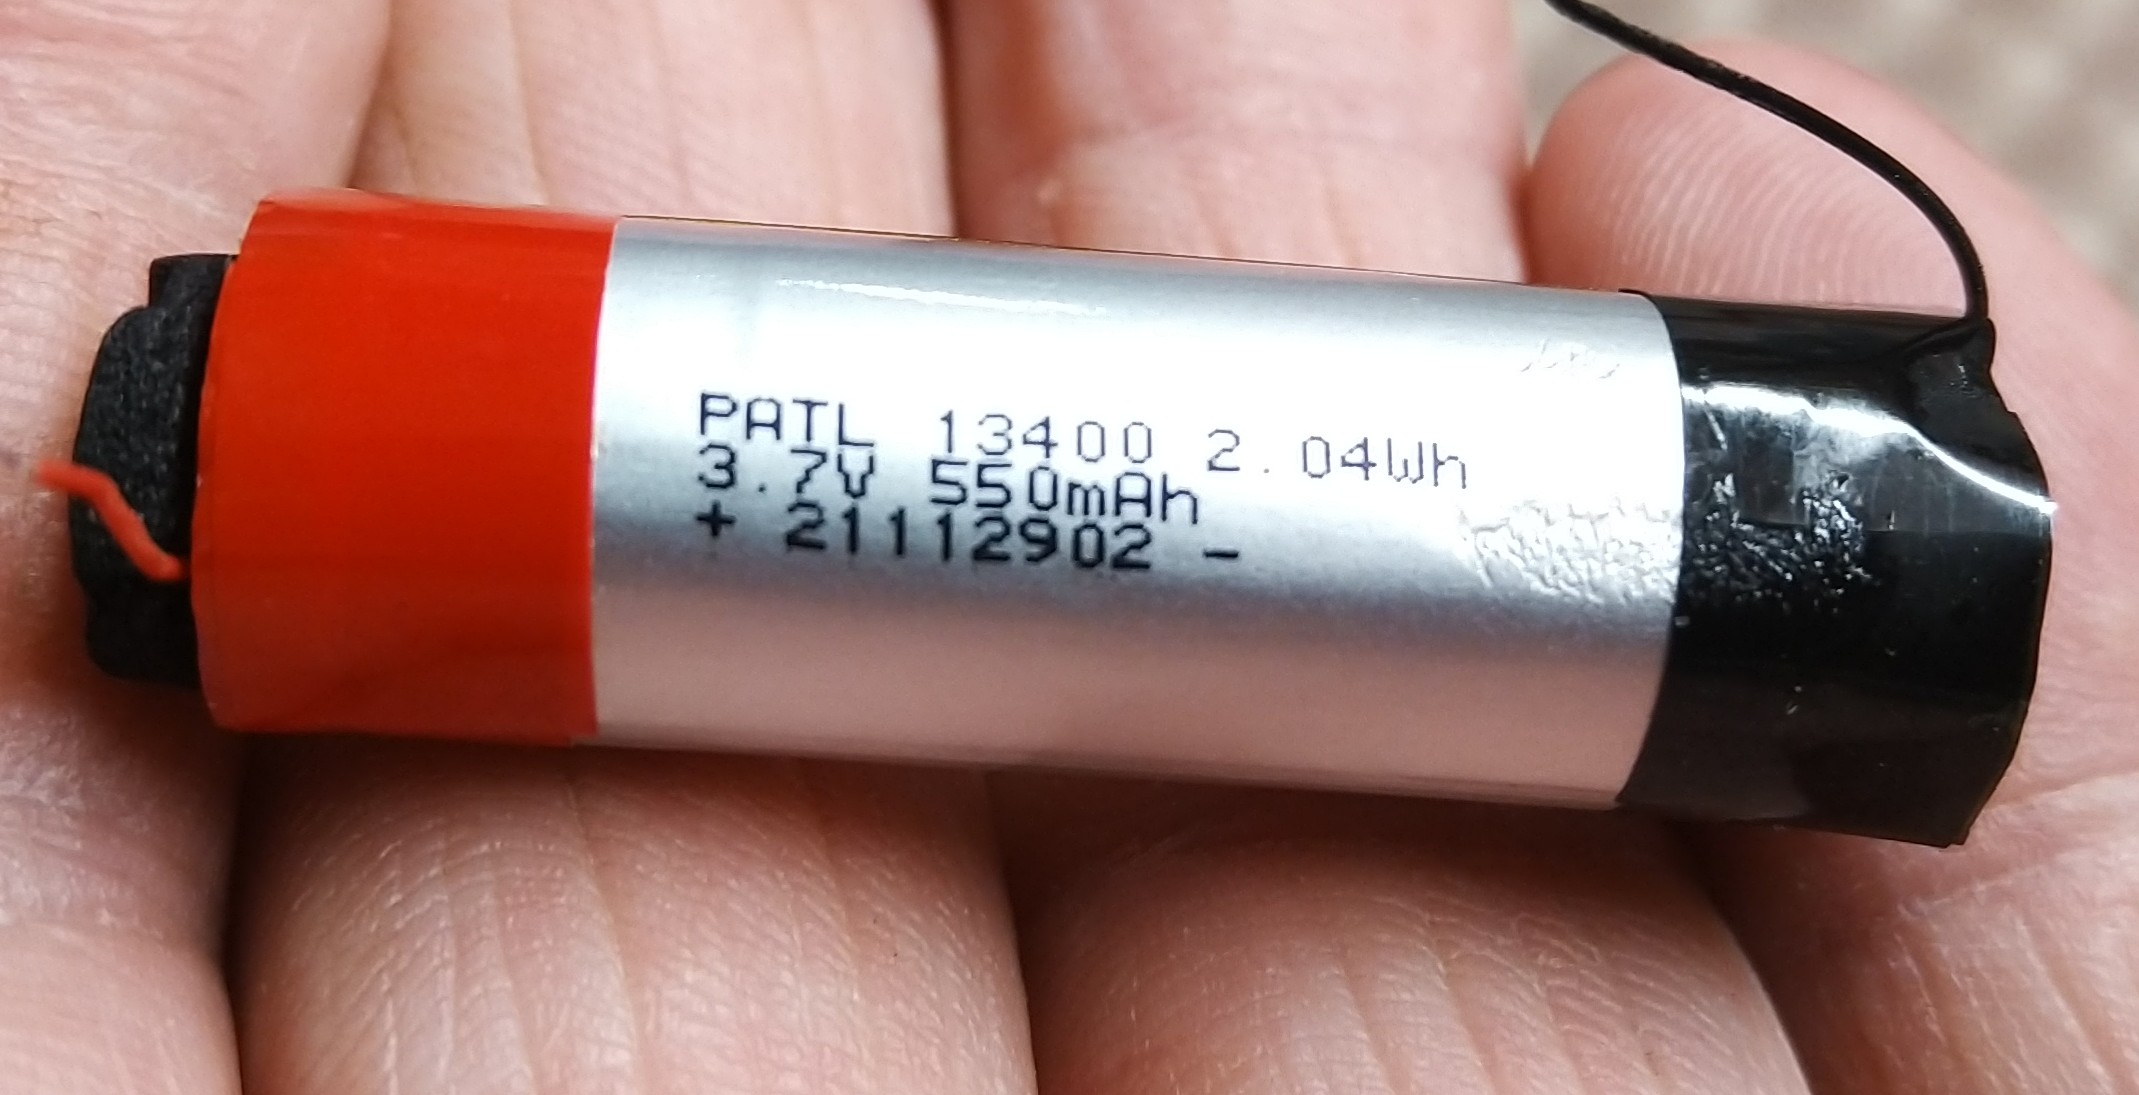 PATL 13400 2.04Wh
3.7V 550mAh
+ 21112902 -